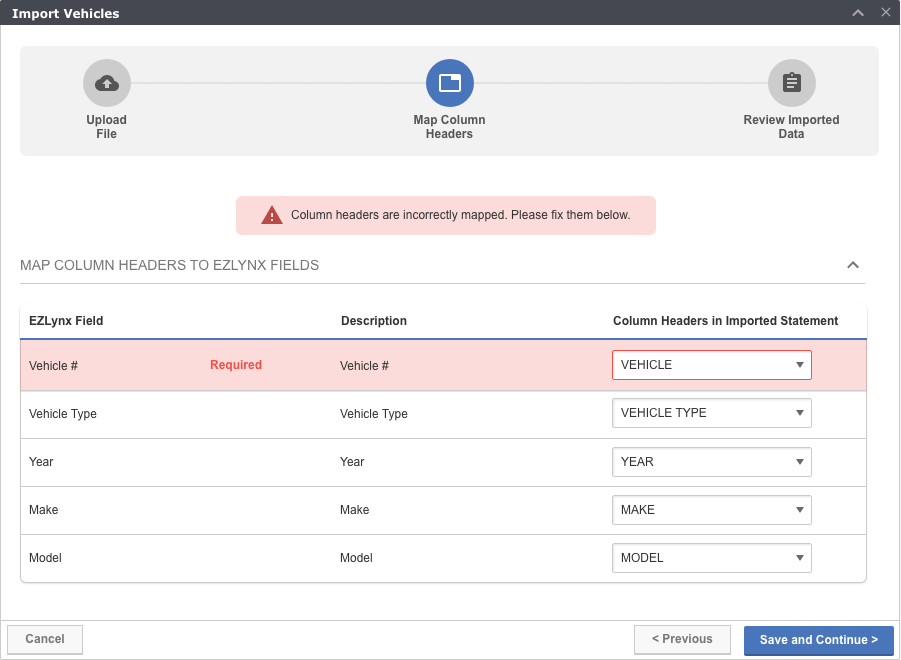 Import Vehicles
Upload
File
Map Column
Headers
Review Imported
Data
Column headers are incorrectly mapped. Please fix them below.
MAP COLUMN HEADERS TO EZLYNX FIELDS
EZLynx Field Description Column Headers in Imported Statement
Vehicle # Required Vehicle # VEHICLE
Vehicle Type Vehicle Type VEHICLE TYPE
Year Year YEAR
Make Make MAKE
Model Model MODEL
Cancel < Previous Save and Continue >